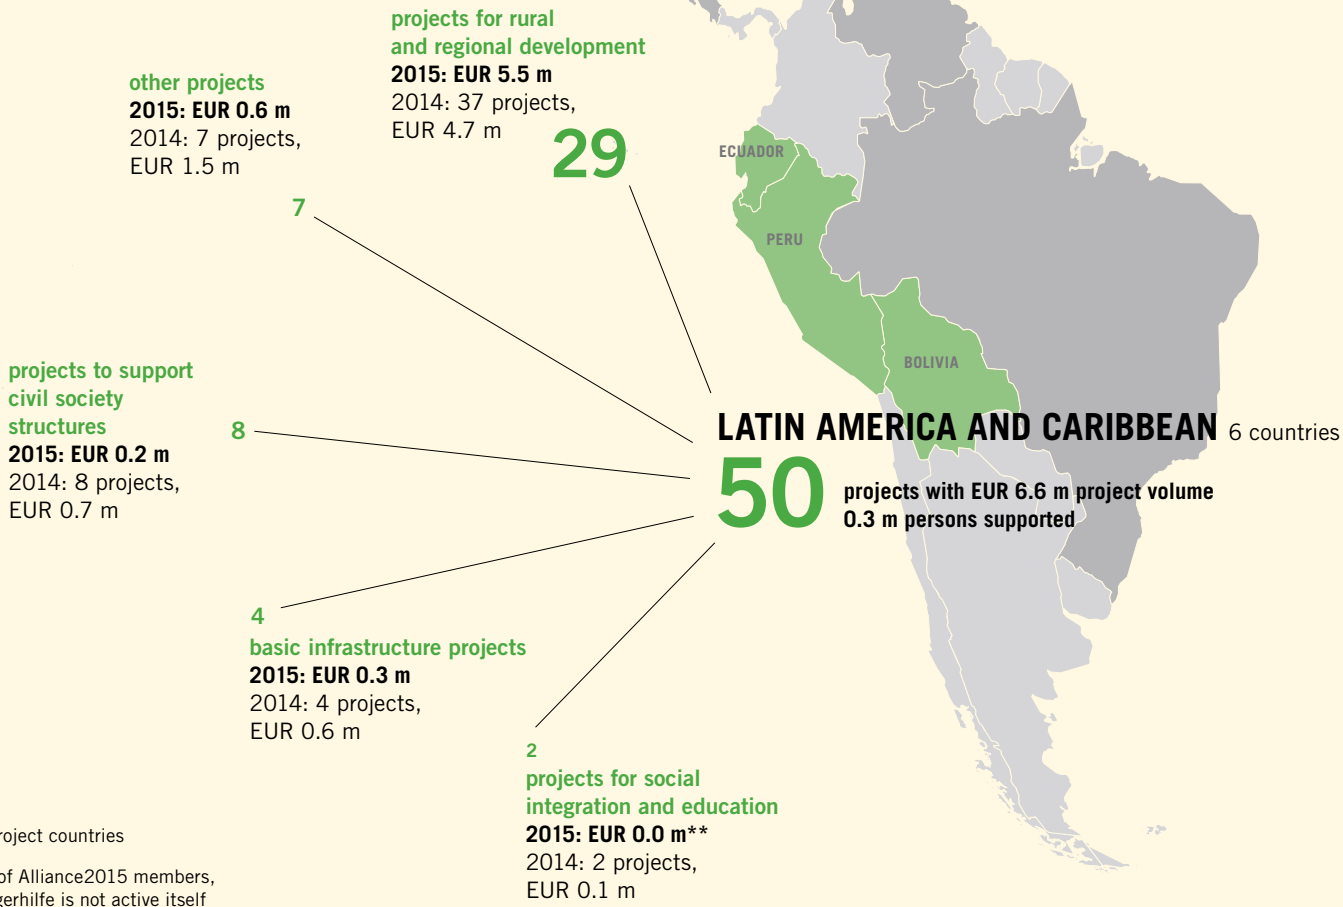 projects for rural
and regional development
2015: EUR 5.5 m
2014: 37 projects,
EUR 4.7 m
29
other projects
2015: EUR 0.6 m
2014: 7 projects,
EUR 1.5 m
7
ECUADOR
PERU
BOLIVIA
projects to support
civil society
structures
2015: EUR 0.2 m
2014: 8 projects,
EUR 0.7 m
8
LATIN AMERICA AND CARIBBEAN 6 countries
50
projects with EUR 6.6 m project volume
0.3 m persons supported
4
basic infrastructure projects
2015: EUR 0.3 m
2014: 4 projects,
EUR 0.6 m
2
projects for social
integration and education
2015: EUR 0.0 m**
2014: 2 projects,
EUR 0.1 m
roject countries
of Alliance2015 members,
gerhilfe is not active itself